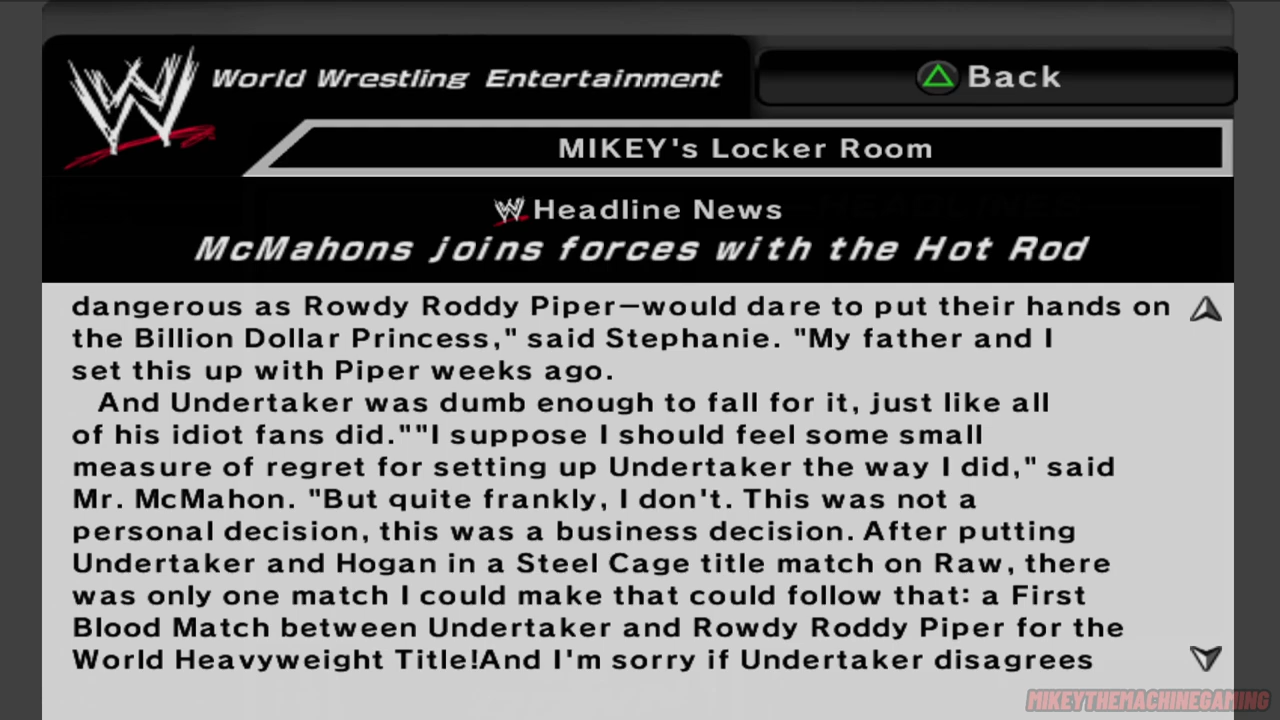 World Wrestling Entertainment
Back
MIKEY's Locker Room
Headline News
McMahons joins forces with the Hot Rod
dangerous as Rowdy Roddy Piper—would dare to put their hands on
the Billion Dollar Princess," said Stephanie. "My father and I
set this up with Piper weeks ago.
And Undertaker was dumb enough to fall for it, just like all
of his idiot fans did.""I suppose I should feel some small
measure of regret for setting up Undertaker the way I did," said
Mr. McMahon. "But quite frankly, I don't. This was not a
personal decision, this was a business decision. After putting
Undertaker and Hogan in a Steel Cage title match on Raw, there
was only one match I could make that could follow that: a First
Blood Match between Undertaker and Rowdy Roddy Piper for the
World Heavyweight Title!And I'm sorry if Undertaker disagrees
MIKEYTHEMACHINEGAMING